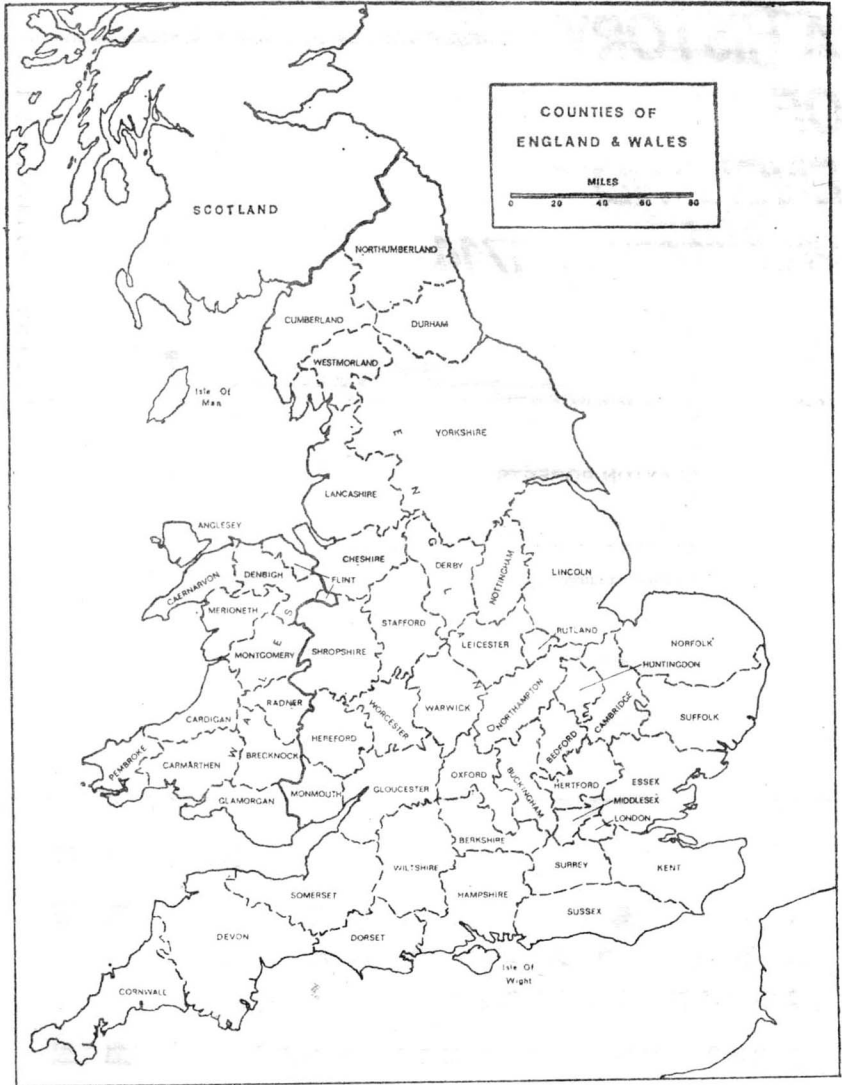 COUNTIES OF
ENGLAND & WALES
MILES
0 20 40 60 80
SCOTLAND
NORTHUMBERLAND
CUMBERLAND
DURHAM
WESTMORLAND
Isle Of
Man
YORKSHIRE
LANCASHIRE
ANGLESEY
CHESHIRE
DERBY
NOTTINGHAM
LINCOLN
CAERNARVON
DENBIGH
FLINT
MERIONETH
STAFFORD
SHROPSHIRE
LEICESTER
RUTLAND
NORFOLK
MONTGOMERY
HUNTINGDON
RADNER
WORCESTER
WARWICK
NORTHAMPTON
CAMBRIDGE
SUFFOLK
CARDIGAN
HEREFORD
BEDFORD
PEMBROKE
CARMARTHEN
BRECKNOCK
OXFORD
BUCKINGHAM
HERTFORD
ESSEX
GLAMORGAN
MONMOUTH
GLOUCESTER
MIDDLESEX
LONDON
BERKSHIRE
WILTSHIRE
SURREY
KENT
SOMERSET
HAMPSHIRE
SUSSEX
DEVON
DORSET
Isle Of
Wight
CORNWALL
ENGLAND
WALES